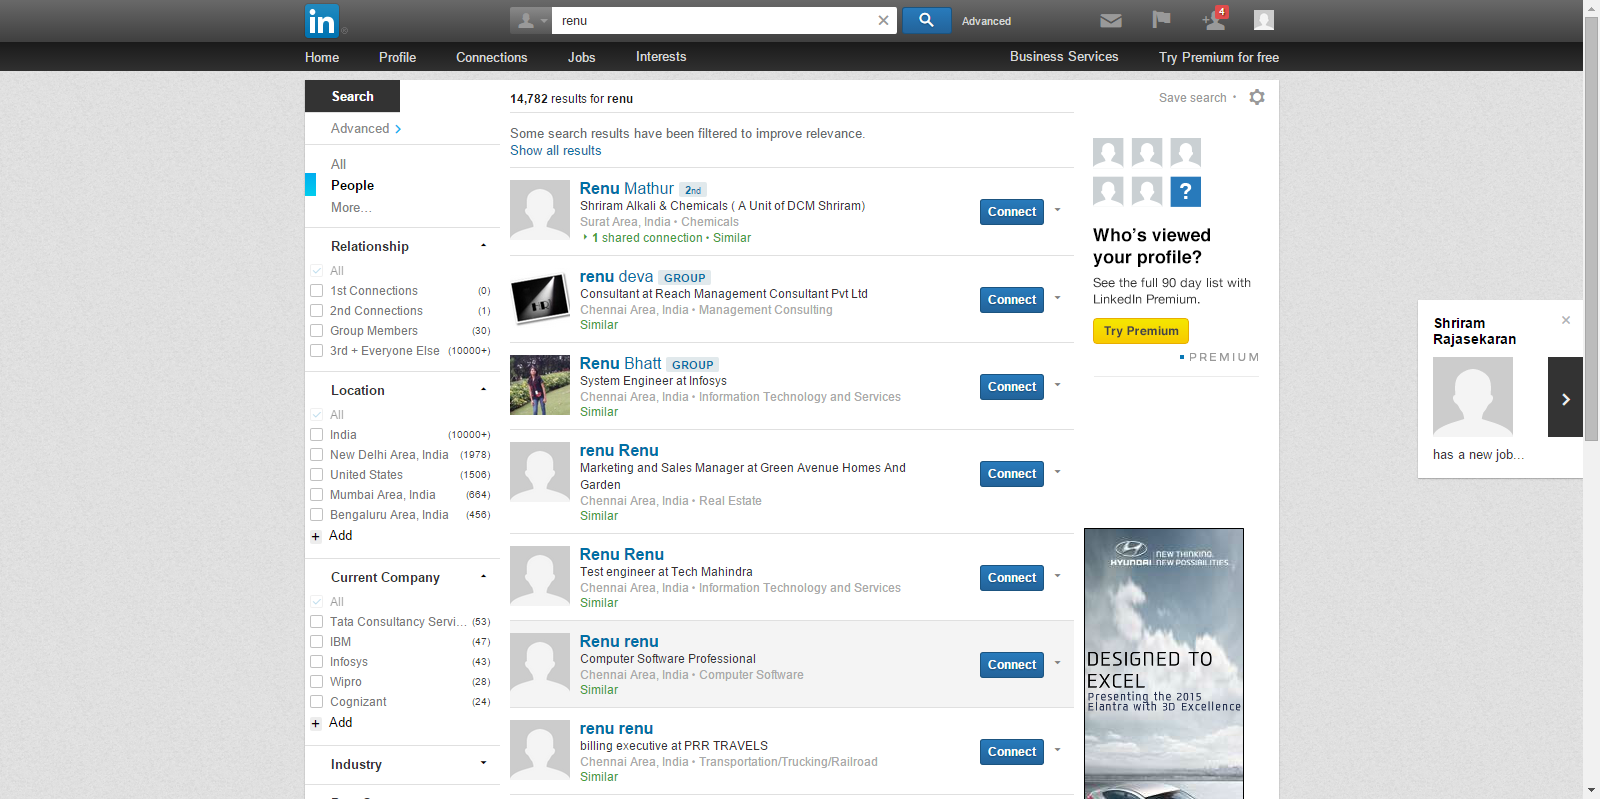 in
renu
Advanced
4
Home Profile Connections Jobs Interests Business Services Try Premium for free
Search
Advanced
All
People
More...
Relationship
All
1st Connections (0)
2nd Connections (1)
Group Members (30)
3rd + Everyone Else (10000+)
Location
All
India (10000+)
New Delhi Area, India (1978)
United States (1506)
Mumbai Area, India (664)
Bengaluru Area, India (456)
+ Add
Current Company
All
Tata Consultancy Servi... (53)
IBM (47)
Infosys (43)
Wipro (28)
Cognizant (24)
+ Add
Industry
14,782 results for renu
Save search
Some search results have been filtered to improve relevance.
Show all results
Renu Mathur 2nd
Shriram Alkali & Chemicals ( A Unit of DCM Shriram)
Surat Area, India • Chemicals
1 shared connection • Similar
Connect
renu deva GROUP
Consultant at Reach Management Consultant Pvt Ltd
Chennai Area, India • Management Consulting
Similar
Connect
Renu Bhatt GROUP
System Engineer at Infosys
Chennai Area, India • Information Technology and Services
Similar
Connect
renu Renu
Marketing and Sales Manager at Green Avenue Homes And
Garden
Chennai Area, India • Real Estate
Similar
Connect
Renu Renu
Test engineer at Tech Mahindra
Chennai Area, India • Information Technology and Services
Similar
Connect
Renu renu
Computer Software Professional
Chennai Area, India • Computer Software
Similar
Connect
renu renu
billing executive at PRR TRAVELS
Chennai Area, India • Transportation/Trucking/Railroad
Similar
Connect
?
Who's viewed
your profile?
See the full 90 day list with
LinkedIn Premium.
Try Premium
PREMIUM
HYUNDAI
NEW THINKING.
NEW POSSIBILITIES.
DESIGNED TO
EXCEL
Presenting the 2015
Elantra with 3D Excellence
Shriram
Rajasekaran
has a new job...